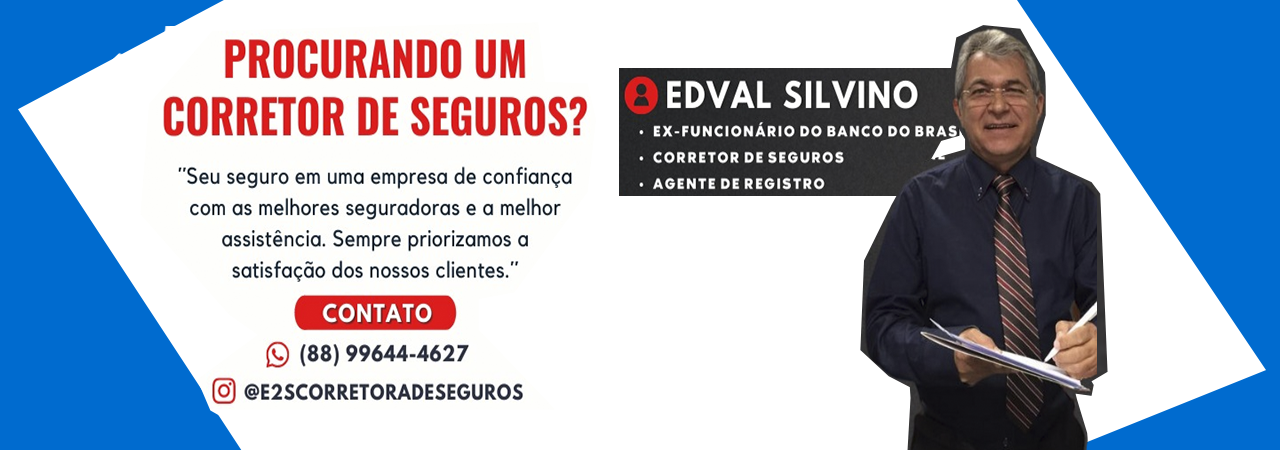 PROCURANDO UM
CORRETOR DE SEGUROS?
"Seu seguro em uma empresa de confiança
com as melhores seguradoras e a melhor
assistência. Sempre priorizamos a
satisfação dos nossos clientes."
CONTATO
(88) 99644-4627
@E2SCORRETORADESEGUROS
EDVAL SILVINO
• EX-FUNCIONÁRIO DO BANCO DO BRAS
• CORRETOR DE SEGUROS
• AGENTE DE REGISTRO